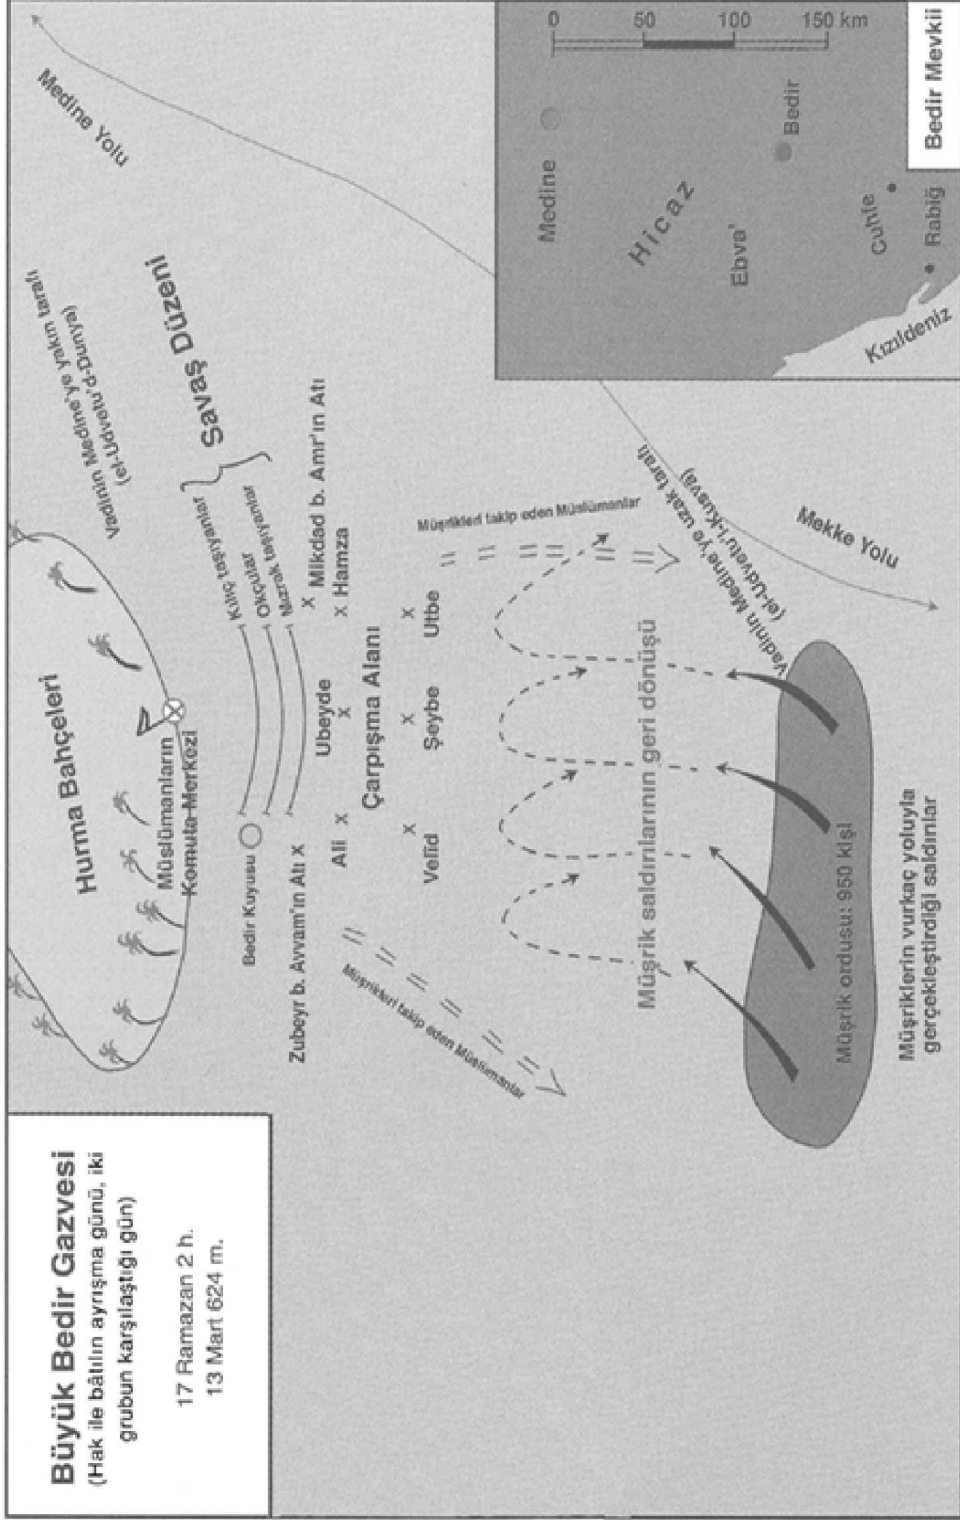 Büyük Bedir Gazvesi
(Hak ile bâtılın ayrışma günü, iki
grubun karşılaştığı gün)
17 Ramazan 2 h.
13 Mart 624 m.
Hurma Bahçeleri
Müslümanların
Komuta Merkezi
Vadinin Medine'ye yakın tarafı
(el-Udvetu'd-Dunya)
Medine Yolu
Savaş Düzeni
Kılıç taşıyanlar
Okçular
Mızrak taşıyanlar
Bedir Kuyusu
Zubeyr b. Avvam'ın Atı X
X Mikdad b. Amr'ın Atı
Ali X
Ubeyde X
X Hamza
Çarpışma Alanı
X Velid
X Şeybe
X Utbe
Müşrikleri takip eden Müslümanlar
Müşrikleri takip eden Müslümanlar
Müşrik saldırılarının geri dönüşü
Vadinin Medine'ye uzak tarafı
(el-Udvetu'l-Kusva)
Mekke Yolu
Müşrik ordusu: 950 kişi
Müşriklerin vurkaç yoluyla
gerçekleştirdiği saldırılar
0 50 100 150 km
Medine
Hicaz
Bedir
Ebva'
Cuhfe
Rabiğ
Kızıldeniz
Bedir Mevkii